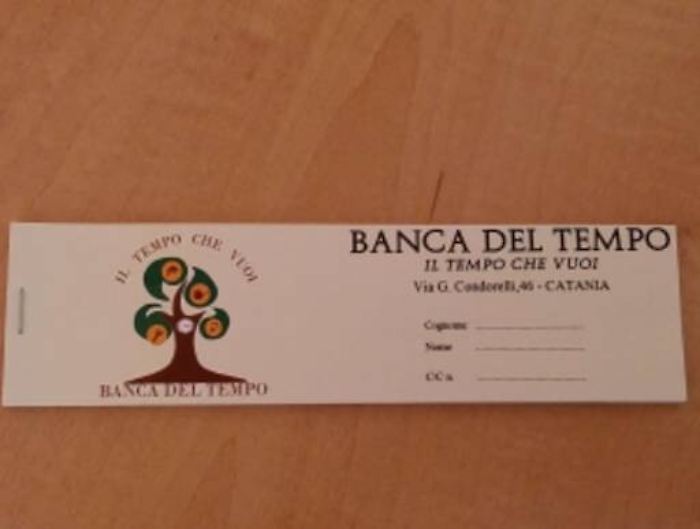 IL TEMPO CHE VUOI
BANCA DEL TEMPO
BANCA DEL TEMPO
IL TEMPO CHE VUOI
Via G. Condorelli,46 - CATANIA
Cognome
Nome
C/C n.